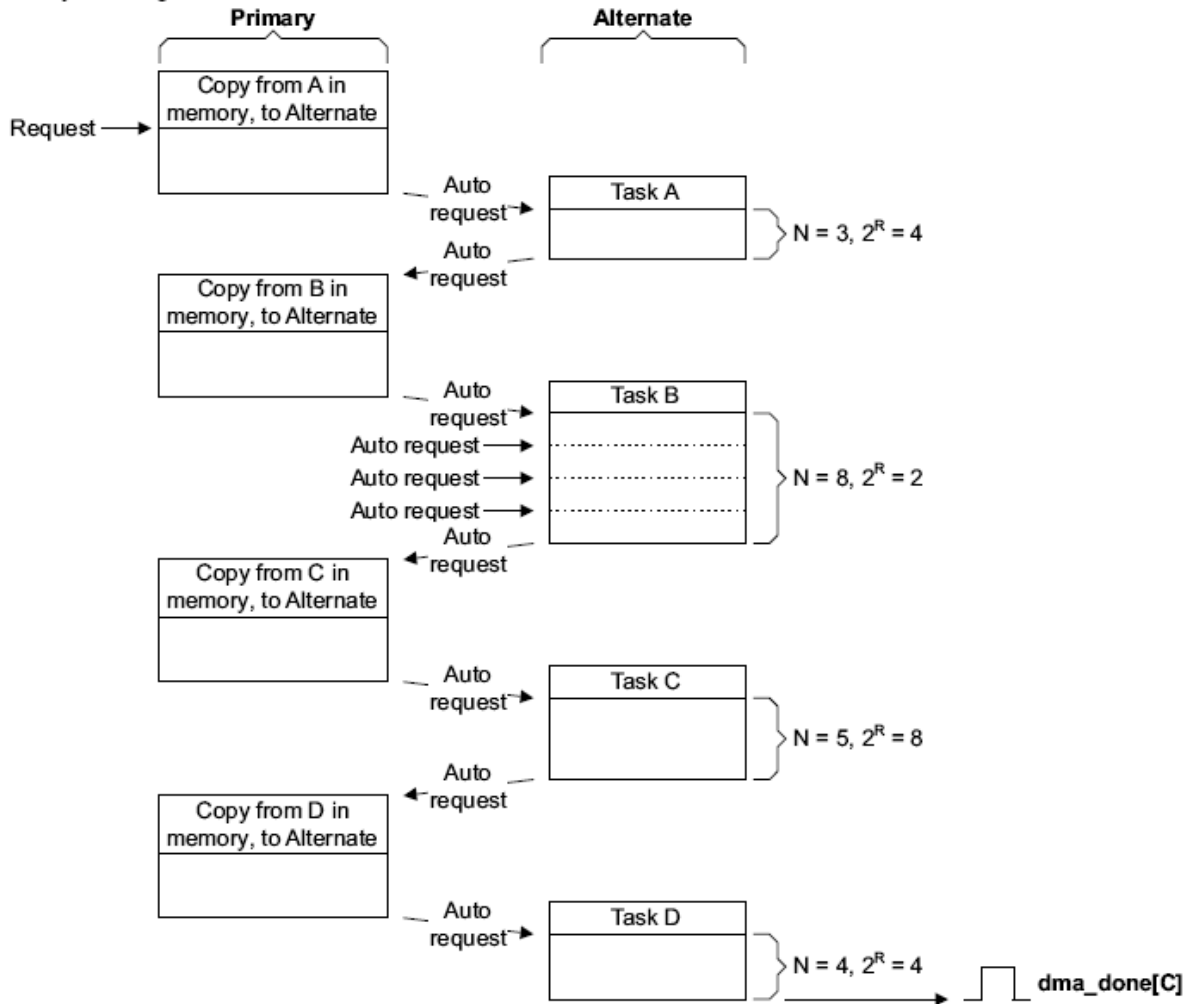 Primary
Alternate
Copy from A in
memory, to Alternate
Request
Auto
request
Task A
N = 3, 2^R = 4
Auto
request
Copy from B in
memory, to Alternate
Auto
request
Task B
Auto request
Auto request
N = 8, 2^R = 2
Auto request
Auto
request
Copy from C in
memory, to Alternate
Auto
request
Task C
N = 5, 2^R = 8
Auto
request
Copy from D in
memory, to Alternate
Auto
request
Task D
N = 4, 2^R = 4
dma_done[C]